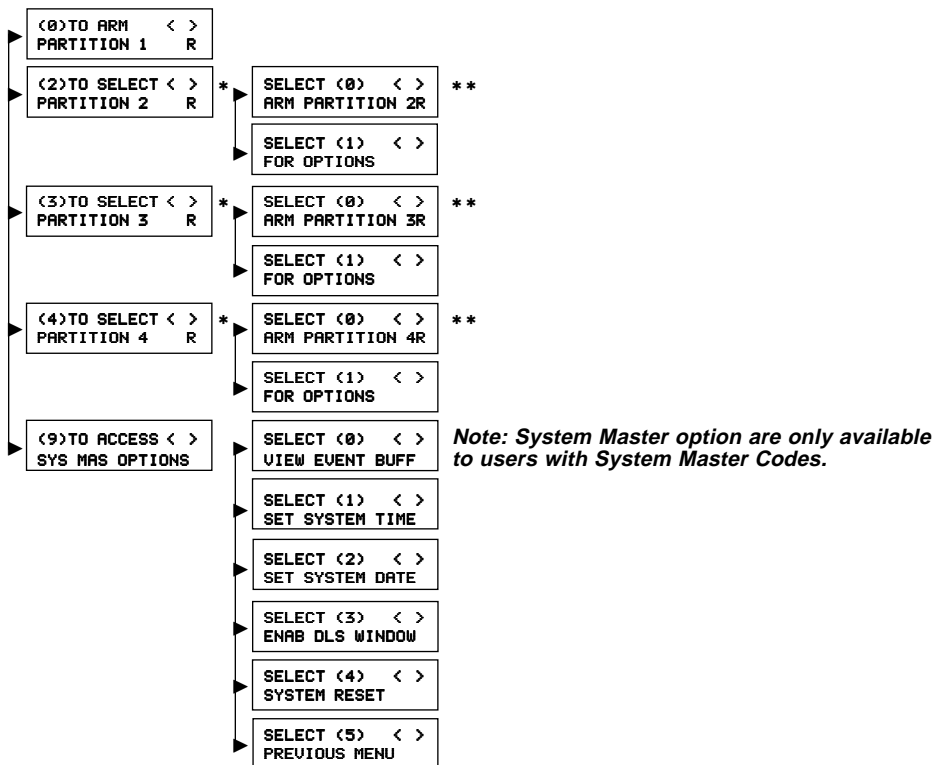 (0)TO ARM < >
PARTITION 1 R
(2)TO SELECT < > *
PARTITION 2 R
SELECT (0) < > **
ARM PARTITION 2R
SELECT (1) < >
FOR OPTIONS
(3)TO SELECT < > *
PARTITION 3 R
SELECT (0) < > **
ARM PARTITION 3R
SELECT (1) < >
FOR OPTIONS
(4)TO SELECT < > *
PARTITION 4 R
SELECT (0) < > **
ARM PARTITION 4R
SELECT (1) < >
FOR OPTIONS
(9)TO ACCESS < >
SYS MAS OPTIONS
SELECT (0) < >
VIEW EVENT BUFF
Note: System Master option are only available
to users with System Master Codes.
SELECT (1) < >
SET SYSTEM TIME
SELECT (2) < >
SET SYSTEM DATE
SELECT (3) < >
ENAB DLS WINDOW
SELECT (4) < >
SYSTEM RESET
SELECT (5) < >
PREVIOUS MENU